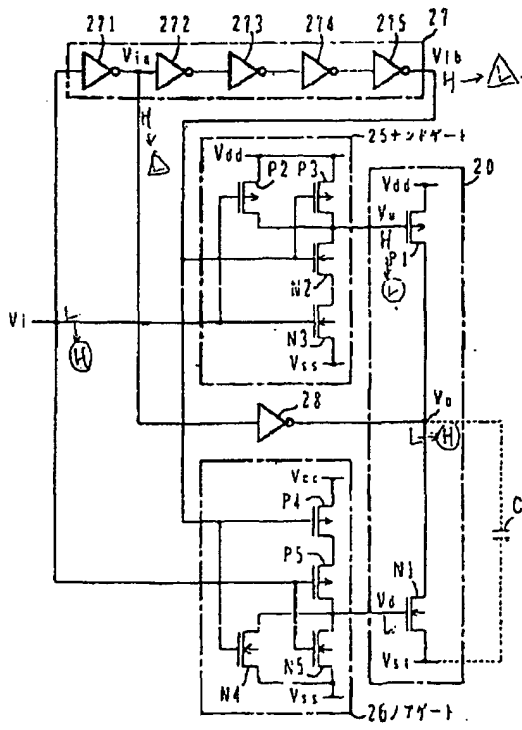 271 272 273 274 275 27
Via Vib
H → L
H → L
25ナンドゲート
20
Vdd
P2 P3
Vdd
Vu
H → L
P1
N2
Vi
L → H
N3
Vss
28
Vo
L → H
Vcc
P4
C
P5
N1
Vd
L
N4 N5
Vss
Vss
26ノアゲート